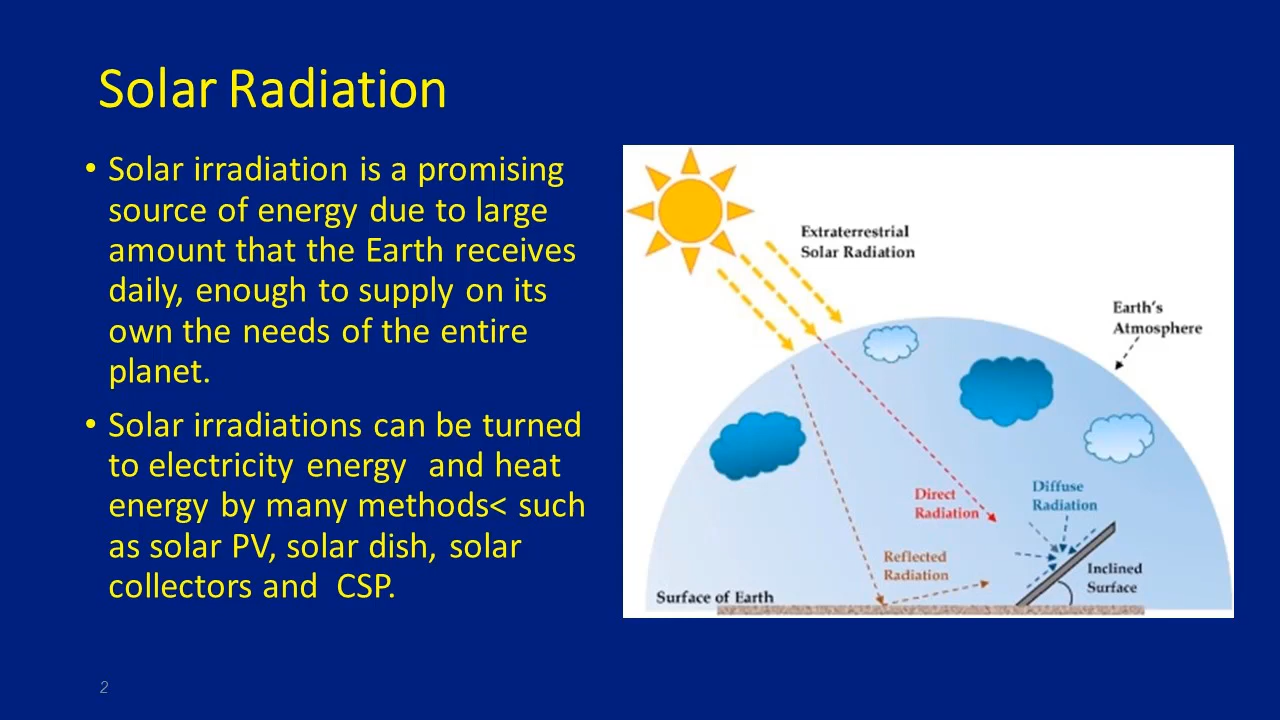 Solar Radiation
• Solar irradiation is a promising
source of energy due to large
amount that the Earth receives
daily, enough to supply on its
own the needs of the entire
planet.
• Solar irradiations can be turned
to electricity energy  and heat
energy by many methods< such
as solar PV, solar dish, solar
collectors and  CSP.
Extraterrestrial
Solar Radiation
Earth's
Atmosphere
Direct
Radiation
Diffuse
Radiation
Reflected
Radiation
Inclined
Surface
Surface of Earth
2